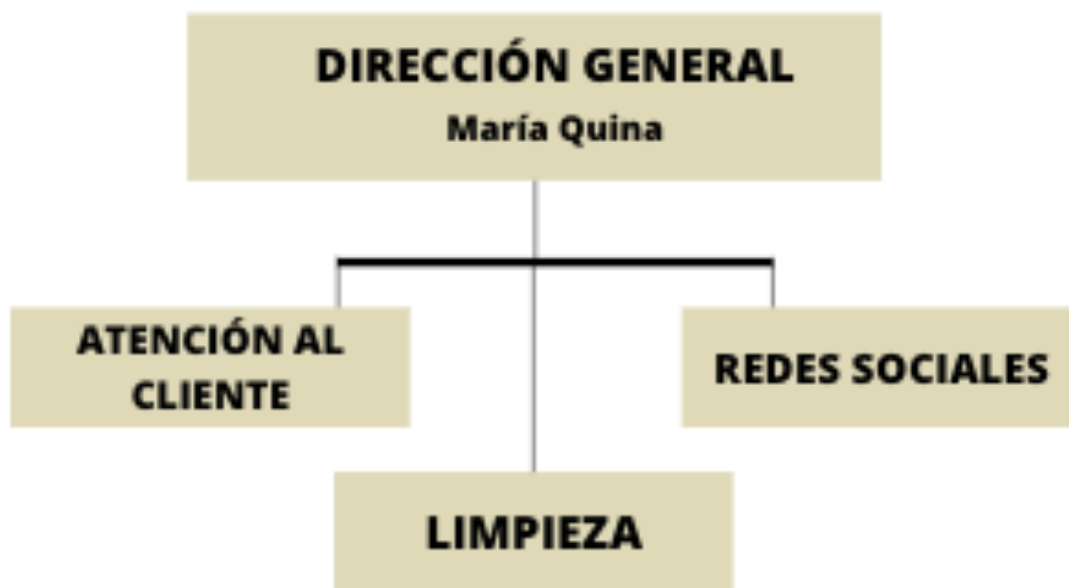 DIRECCIÓN GENERAL
María Quina
ATENCIÓN AL
CLIENTE
REDES SOCIALES
LIMPIEZA